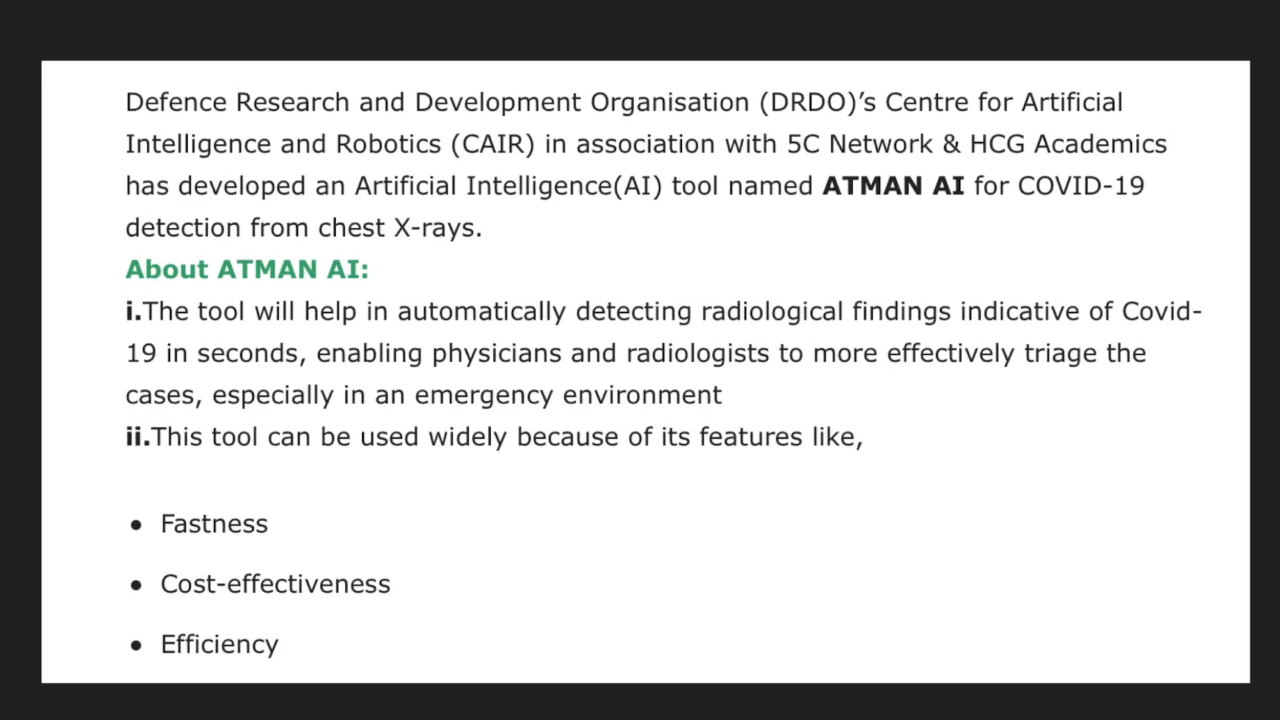 Defence Research and Development Organisation (DRDO)’s Centre for Artificial
Intelligence and Robotics (CAIR) in association with 5C Network & HCG Academics
has developed an Artificial Intelligence(AI) tool named ATMAN AI for COVID-19
detection from chest X-rays.
About ATMAN AI:
i.The tool will help in automatically detecting radiological findings indicative of Covid-
19 in seconds, enabling physicians and radiologists to more effectively triage the
cases, especially in an emergency environment
ii.This tool can be used widely because of its features like,
• Fastness
• Cost-effectiveness
• Efficiency